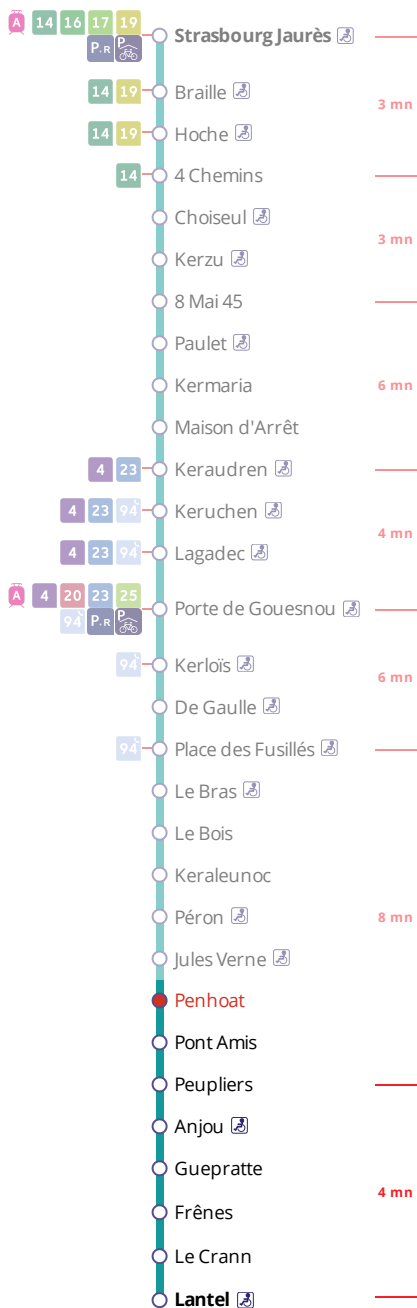 A 14 16 17 19
P+R P
Strasbourg Jaurès
14 19 Braille
3 mn
14 19 Hoche
14 4 Chemins
Choiseul
3 mn
Kerzu
8 Mai 45
Paulet
Kermaria
6 mn
Maison d'Arrêt
4 23 Keraudren
4 23 94 Keruchen
4 mn
4 23 94 Lagadec
A 4 20 23 25
94 P+R P
Porte de Gouesnou
94 Kerloïs
6 mn
De Gaulle
94 Place des Fusillés
Le Bras
Le Bois
Keraleunoc
Péron
8 mn
Jules Verne
Penhoat
Pont Amis
Peupliers
Anjou
Guepratte
4 mn
Frênes
Le Crann
Lantel